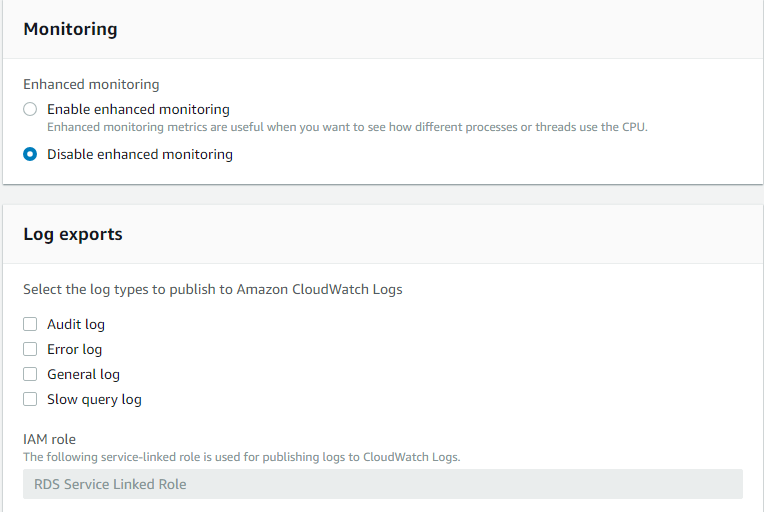 Monitoring
Enhanced monitoring
Enable enhanced monitoring
Enhanced monitoring metrics are useful when you want to see how different processes or threads use the CPU.
Disable enhanced monitoring
Log exports
Select the log types to publish to Amazon CloudWatch Logs
Audit log
Error log
General log
Slow query log
IAM role
The following service-linked role is used for publishing logs to CloudWatch Logs.
RDS Service Linked Role